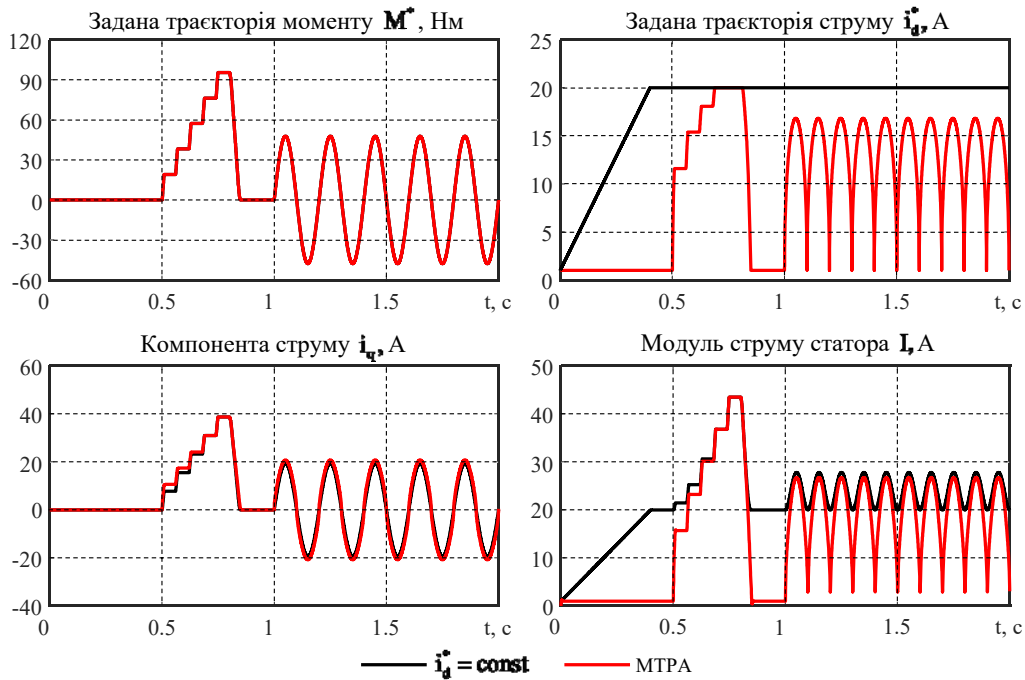 Задана траєкторія моменту M*, Нм
120
90
60
30
0
-30
-60
0 0.5 1 1.5 t, с
Задана траєкторія струму i*d, А
25
20
15
10
5
0
0 0.5 1 1.5 t, с
Компонента струму iq, А
60
40
20
0
-20
-40
0 0.5 1 1.5 t, с
Модуль струму статора I, А
50
40
30
20
10
0
0 0.5 1 1.5 t, с
i*d = const
МТРА